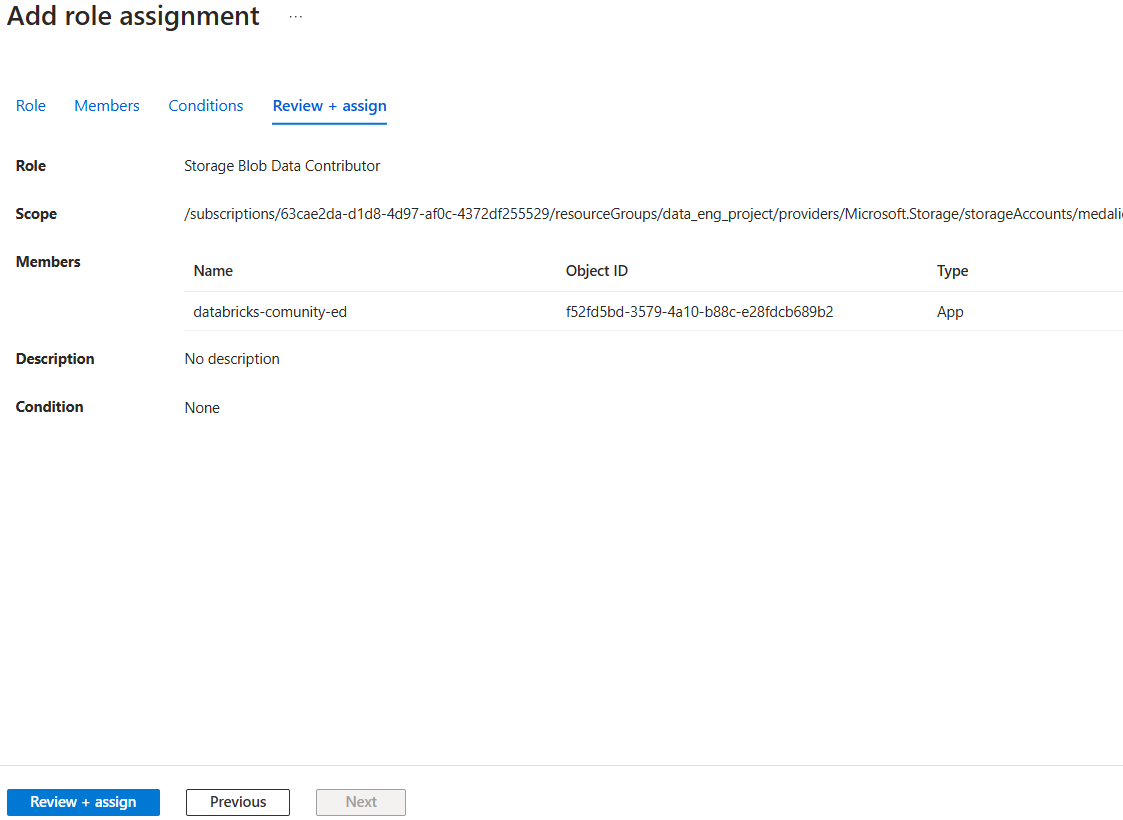 Add role assignment ...
Role Members Conditions Review + assign
Role Storage Blob Data Contributor
Scope /subscriptions/63cae2da-d1d8-4d97-af0c-4372df255529/resourceGroups/data_eng_project/providers/Microsoft.Storage/storageAccounts/medali
Members
Name Object ID Type
databricks-comunity-ed f52fd5bd-3579-4a10-b88c-e28fdcb689b2 App
Description No description
Condition None
Review + assign Previous Next